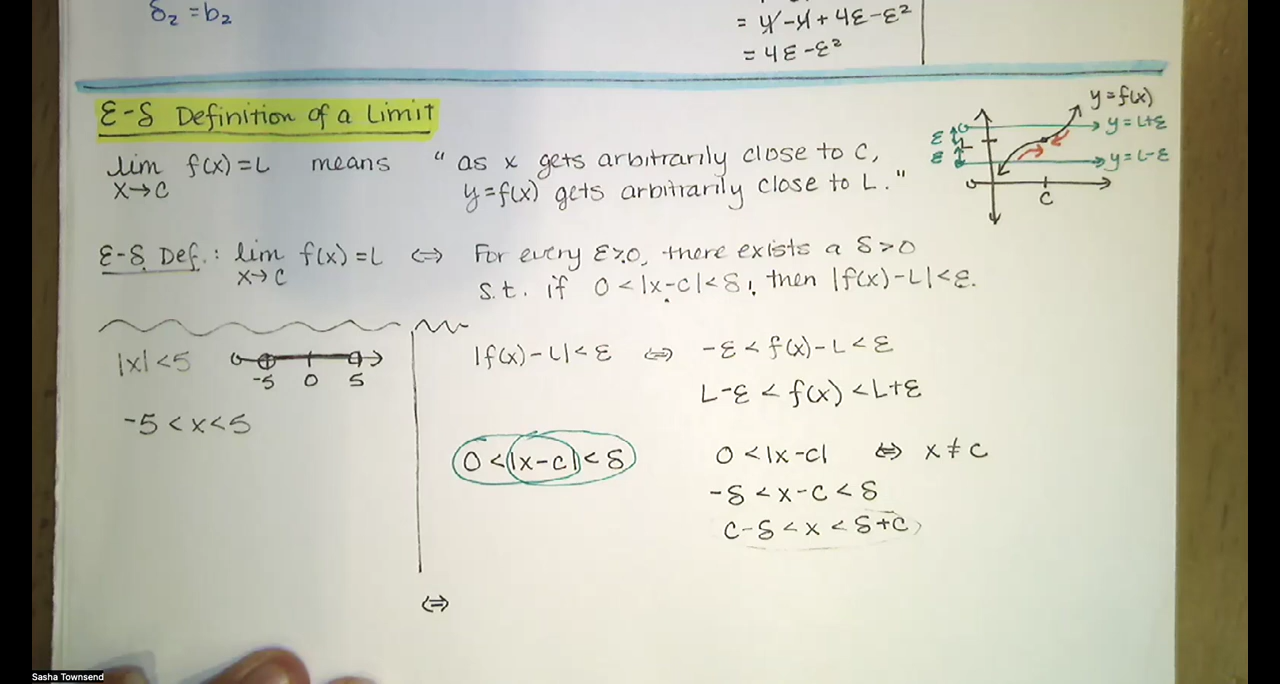 δ₂ = b₂
= 4 - 4 + 4ε - ε²
= 4ε - ε²
ε-δ Definition of a Limit
lim f(x) = L means " as x gets arbitrarily close to C,
x→C y = f(x) gets arbitrarily close to L. "
y = f(x)
y = L+ε
y = L-ε
ε
L
ε
C
ε-δ Def.: lim f(x) = L ⇔ For every ε>0, there exists a δ>0
x→C s.t. if 0 < |x-c| < δ, then |f(x)-L| < ε.
|x| < 5
-5 0 5
-5 < x < 5
|f(x)-L| < ε ⇔ -ε < f(x)-L < ε
L-ε < f(x) < L+ε
0 < |x-c| < δ 0 < |x-c| ⇔ x ≠ c
-δ < x-c < δ
c-δ < x < δ+c
⇔
Sasha Townsend